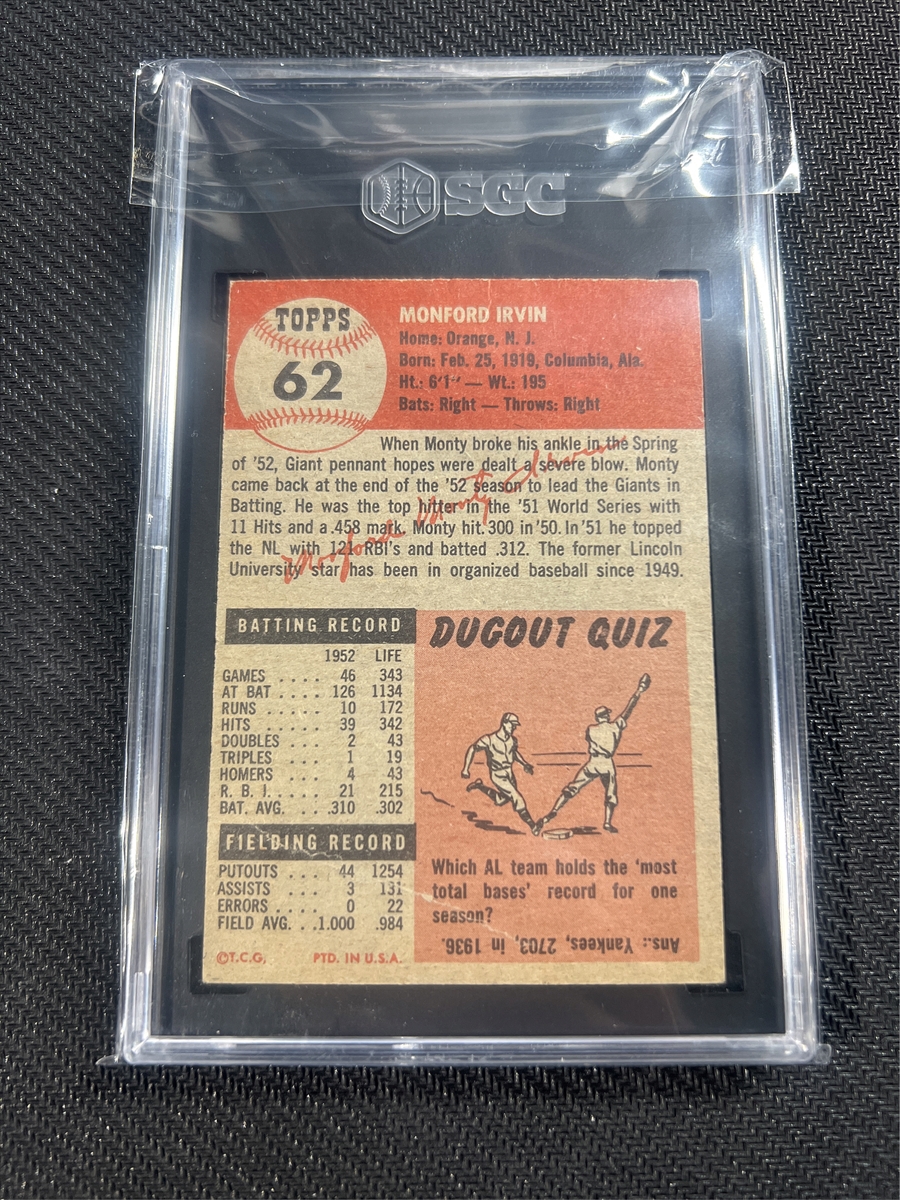 SGC
TOPPS
62
MONFORD IRVIN
Home: Orange, N. J.
Born: Feb. 25, 1919, Columbia, Ala.
Ht.: 6'1" — Wt.: 195
Bats: Right — Throws: Right
When Monty broke his ankle in the Spring
of '52, Giant pennant hopes were dealt a severe blow. Monty
came back at the end of the '52 season to lead the Giants in
Batting. He was the top hitter in the '51 World Series with
11 Hits and a .458 mark. Monty hit .300 in '50. In '51 he topped
the NL with 121 RBI's and batted .312. The former Lincoln
University star has been in organized baseball since 1949.
Monford Monty Irvin
BATTING RECORD
1952 LIFE
GAMES . . . . 46 343
AT BAT . . . . 126 1134
RUNS . . . . . 10 172
HITS . . . . . . 39 342
DOUBLES . . . 2 43
TRIPLES . . . 1 19
HOMERS . . . 4 43
R. B. I. . . . . 21 215
BAT. AVG. . . .310 .302
FIELDING RECORD
PUTOUTS . . . 44 1254
ASSISTS . . . 3 131
ERRORS . . . . 0 22
FIELD AVG. . .1.000 .984
©T.C.G. PTD. IN U.S.A.
DUGOUT QUIZ
Which AL team holds the 'most
total bases' record for one
season?
Ans.: Yankees, 2703, in 1936.